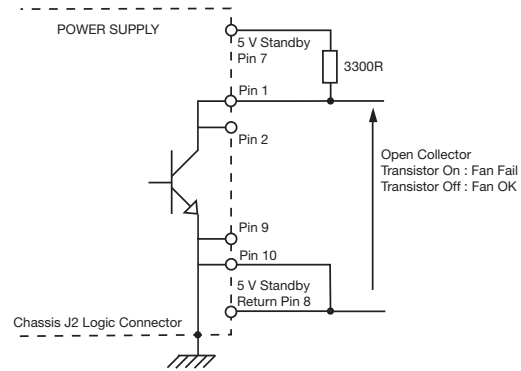 POWER SUPPLY
5 V Standby
Pin 7
3300R
Pin 1
Pin 2
Open Collector
Transistor On : Fan Fail
Transistor Off : Fan OK
Pin 9
Pin 10
5 V Standby
Return Pin 8
Chassis J2 Logic Connector